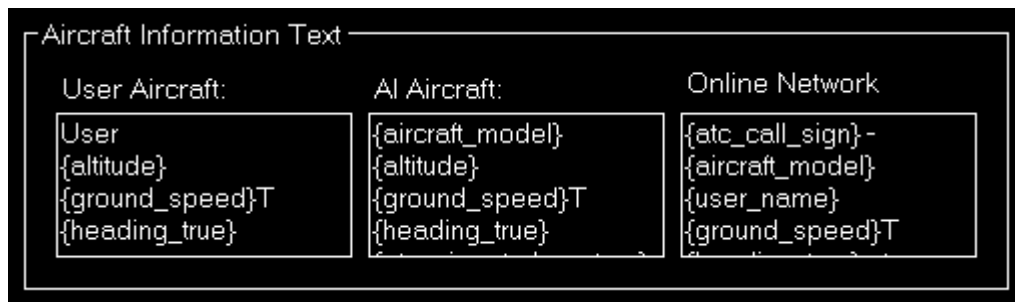 Aircraft Information Text
User Aircraft:
User
{altitude}
{ground_speed}T
{heading_true}
AI Aircraft:
{aircraft_model}
{altitude}
{ground_speed}T
{heading_true}
Online Network
{atc_call_sign} -
{aircraft_model}
{user_name}
{ground_speed}T